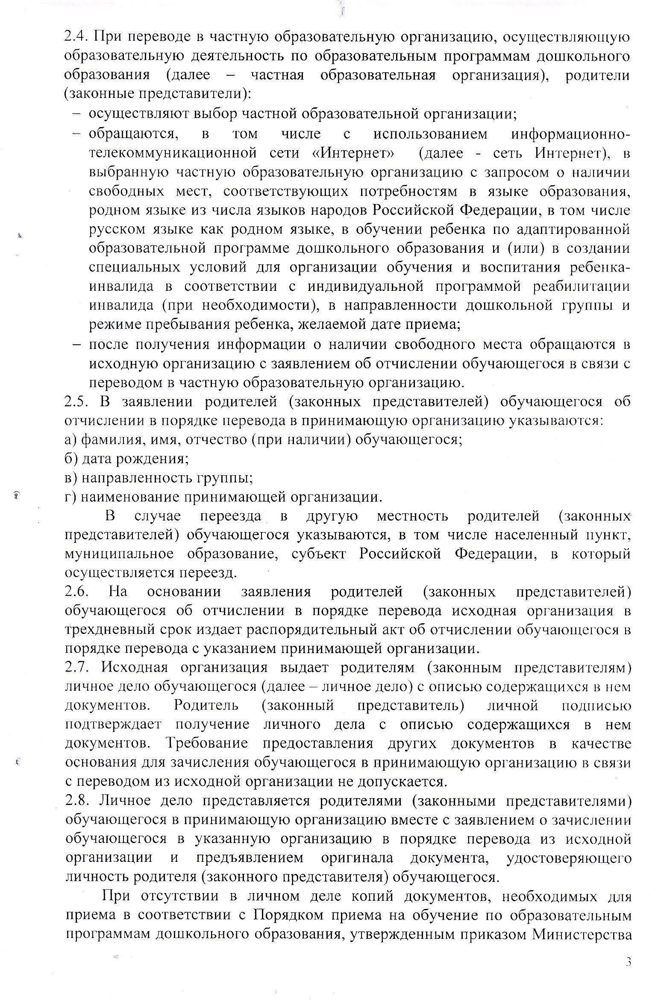 2.4. При переводе в частную образовательную организацию, осуществляющую
образовательную деятельность по образовательным программам дошкольного
образования (далее – частная образовательная организация), родители
(законные представители):
– осуществляют выбор частной образовательной организации;
– обращаются, в том числе с использованием информационно-
телекоммуникационной сети «Интернет» (далее - сеть Интернет), в
выбранную частную образовательную организацию с запросом о наличии
свободных мест, соответствующих потребностям в языке образования,
родном языке из числа языков народов Российской Федерации, в том числе
русском языке как родном языке, в обучении ребенка по адаптированной
образовательной программе дошкольного образования и (или) в создании
специальных условий для организации обучения и воспитания ребенка-
инвалида в соответствии с индивидуальной программой реабилитации
инвалида (при необходимости), в направленности дошкольной группы и
режиме пребывания ребенка, желаемой дате приема;
– после получения информации о наличии свободного места обращаются в
исходную организацию с заявлением об отчислении обучающегося в связи с
переводом в частную образовательную организацию.
2.5. В заявлении родителей (законных представителей) обучающегося об
отчислении в порядке перевода в принимающую организацию указываются:
а) фамилия, имя, отчество (при наличии) обучающегося;
б) дата рождения;
в) направленность группы;
г) наименование принимающей организации.
В случае переезда в другую местность родителей (законных
представителей) обучающегося указываются, в том числе населенный пункт,
муниципальное образование, субъект Российской Федерации, в который
осуществляется переезд.
2.6. На основании заявления родителей (законных представителей)
обучающегося об отчислении в порядке перевода исходная организация в
трехдневный срок издает распорядительный акт об отчислении обучающегося в
порядке перевода с указанием принимающей организации.
2.7. Исходная организация выдает родителям (законным представителям)
личное дело обучающегося (далее – личное дело) с описью содержащихся в нем
документов. Родитель (законный представитель) личной подписью
подтверждает получение личного дела с описью содержащихся в нем
документов. Требование предоставления других документов в качестве
основания для зачисления обучающегося в принимающую организацию в связи
с переводом из исходной организации не допускается.
2.8. Личное дело представляется родителями (законными представителями)
обучающегося в принимающую организацию вместе с заявлением о зачислении
обучающегося в указанную организацию в порядке перевода из исходной
организации и предъявлением оригинала документа, удостоверяющего
личность родителя (законного представителя) обучающегося.
При отсутствии в личном деле копий документов, необходимых для
приема в соответствии с Порядком приема на обучение по образовательным
программам дошкольного образования, утвержденным приказом Министерства
3